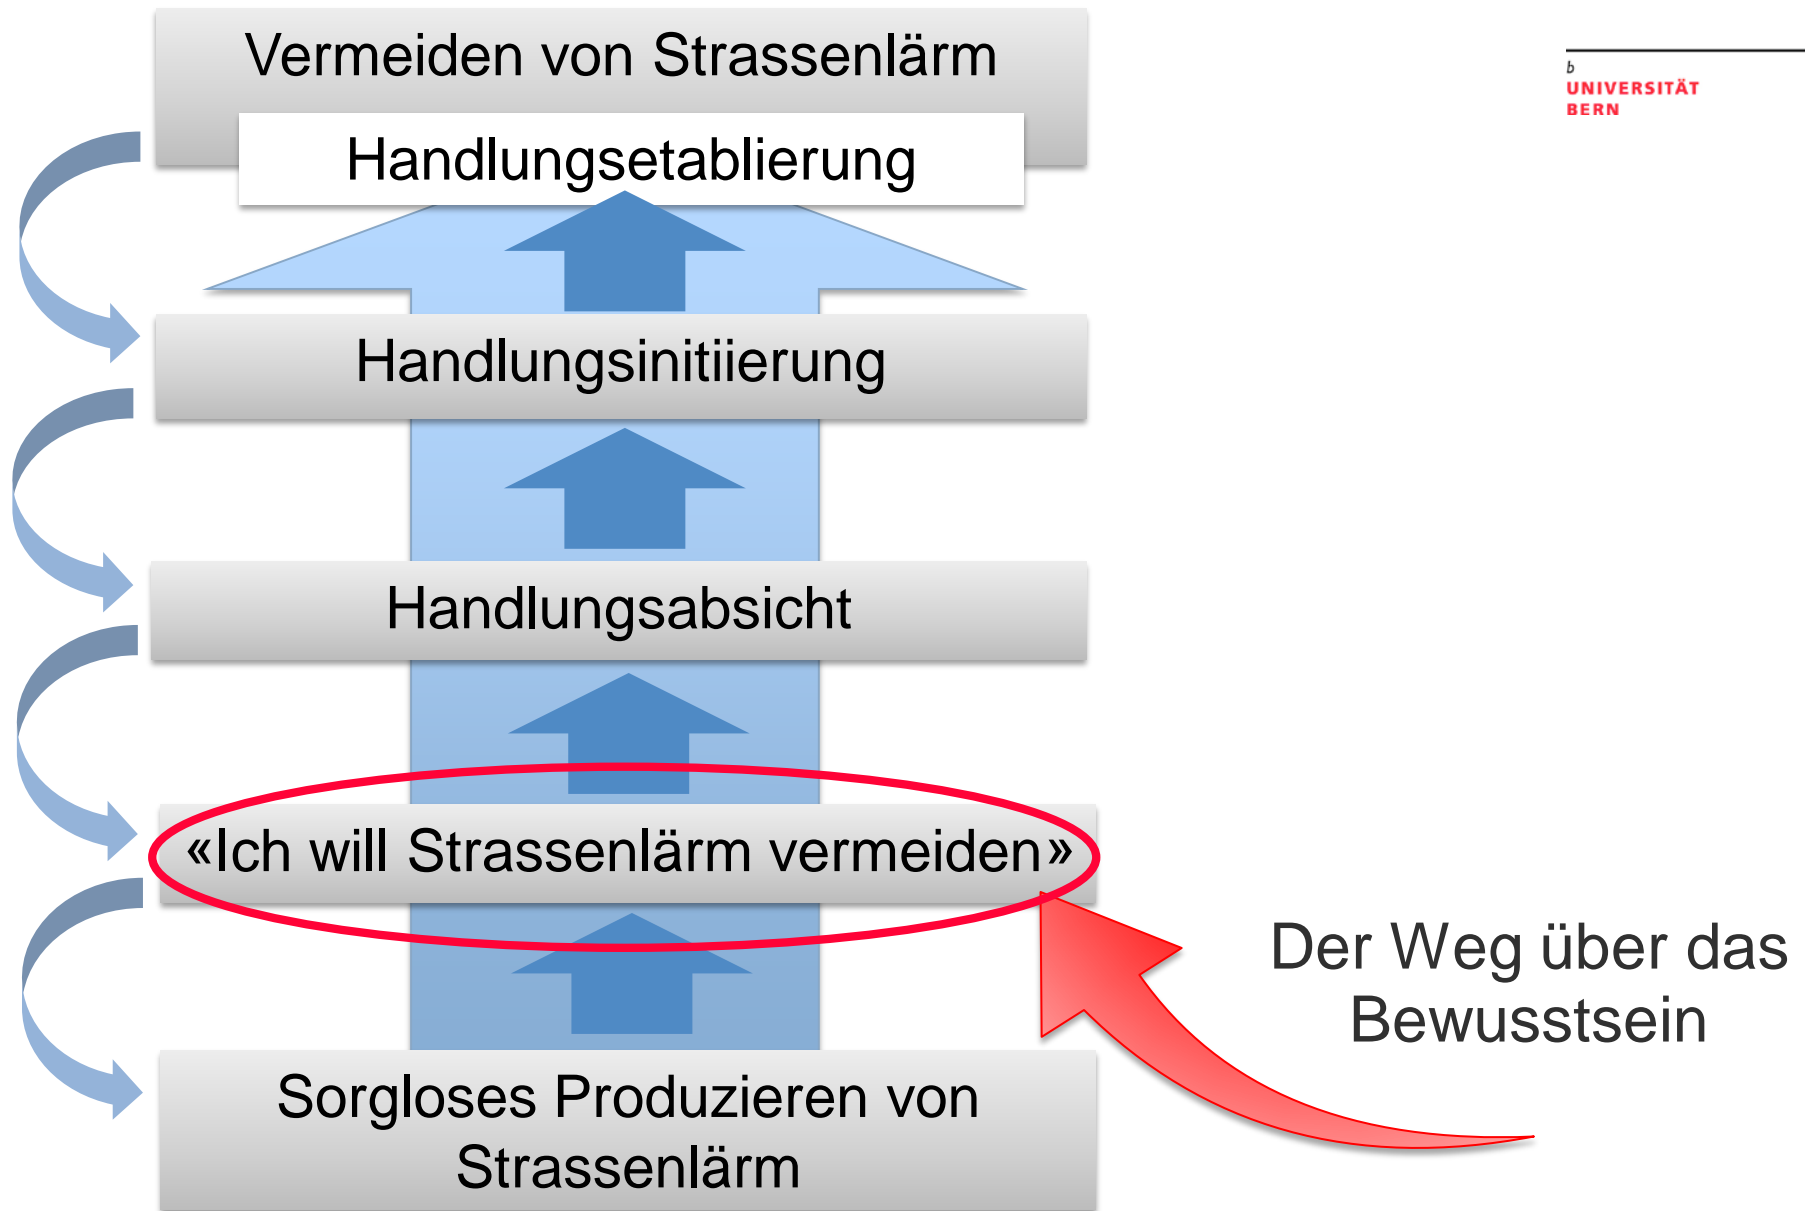 Vermeiden von Strassenlärm
b
UNIVERSITÄT
BERN
Handlungsetablierung
Handlungsinitiierung
Handlungsabsicht
«Ich will Strassenlärm vermeiden»
Der Weg über das
Bewusstsein
Sorgloses Produzieren von
Strassenlärm